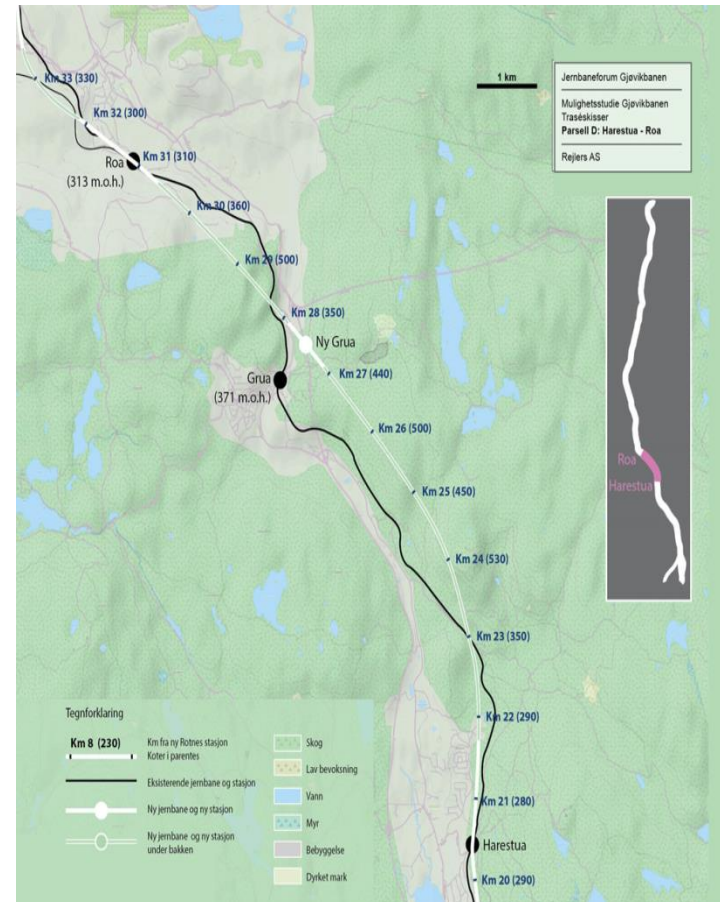 Km 33 (330)
Km 32 (300)
Km 31 (310)
Roa
(313 m.o.h.)
Km 30 (360)
Km 29 (500)
Km 28 (350)
Ny Grua
Km 27 (440)
Grua
(371 m.o.h.)
Km 26 (500)
Km 25 (450)
Km 24 (530)
Km 23 (350)
Km 22 (290)
Km 21 (280)
Harestua
Km 20 (290)
1 km
Jernbaneforum Gjøvikbanen
Mulighetsstudie Gjøvikbanen
Traséskisser
Parsell D: Harestua - Roa
Rejlers AS
Roa
Harestua
Tegnforklaring
Km 8 (230)
Km fra ny Rotnes stasjon
Koter i parentes
Eksisterende jernbane og stasjon
Ny jernbane og ny stasjon
Ny jernbane og ny stasjon
under bakken
Skog
Lav bevoksning
Vann
Myr
Bebyggelse
Dyrket mark